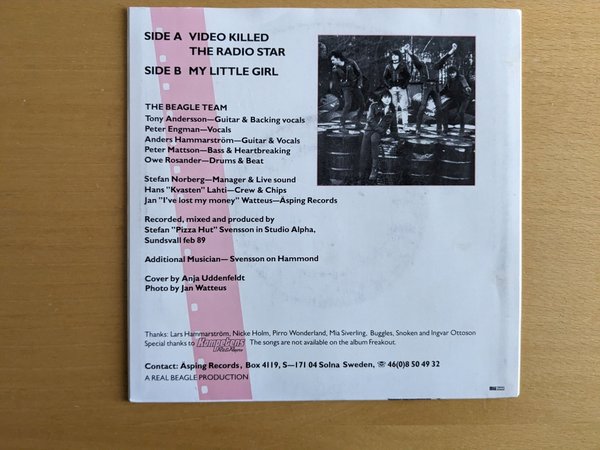 SIDE A VIDEO KILLED
THE RADIO STAR
SIDE B MY LITTLE GIRL
THE BEAGLE TEAM
Tony Andersson—Guitar & Backing vocals
Peter Engman—Vocals
Anders Hammarström—Guitar & Vocals
Peter Mattson—Bass & Heartbreaking
Owe Rosander—Drums & Beat
Stefan Norberg—Manager & Live sound
Hans "Kvasten" Lahti—Crew & Chips
Jan "I've lost my money" Watteus—Äsping Records
Recorded, mixed and produced by
Stefan "Pizza Hut" Svensson in Studio Alpha,
Sundsvall feb 89
Additional Musician— Svensson on Hammond
Cover by Anja Uddenfeldt
Photo by Jan Watteus
Thanks: Lars Hammarström, Nicke Holm, Pirro Wonderland, Mia Siverling, Buggles, Snoken and Ingvar Ottoson
Special thanks to Kompetens The songs are not available on the album Freakout.
Contact: Äsping Records, Box 4119, S—171 04 Solna Sweden, ☏ 46(0)8 50 49 32
A REAL BEAGLE PRODUCTION